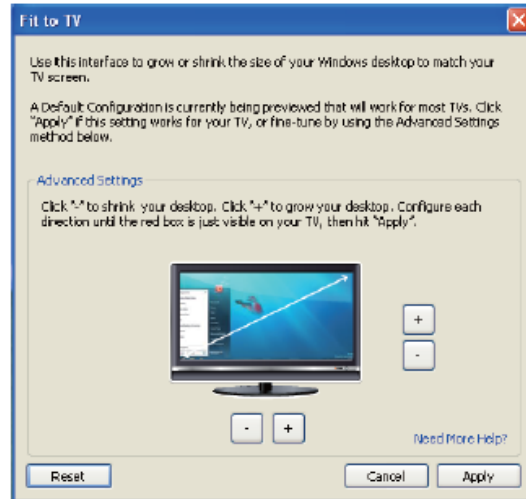 Fit to TV
Use this interface to grow or shrink the size of your Windows desktop to match your
TV screen.
A Default Configuration is currently being previewed that will work for most TVs. Click
"Apply" if this setting works for your TV, or fine-tune by using the Advanced Settings
method below.
Advanced Settings
Click "-" to shrink your desktop. Click "+" to grow your desktop. Configure each
direction until the red box is just visible on your TV, then hit "Apply".
+
-
- +
Need More Help?
Reset Cancel Apply